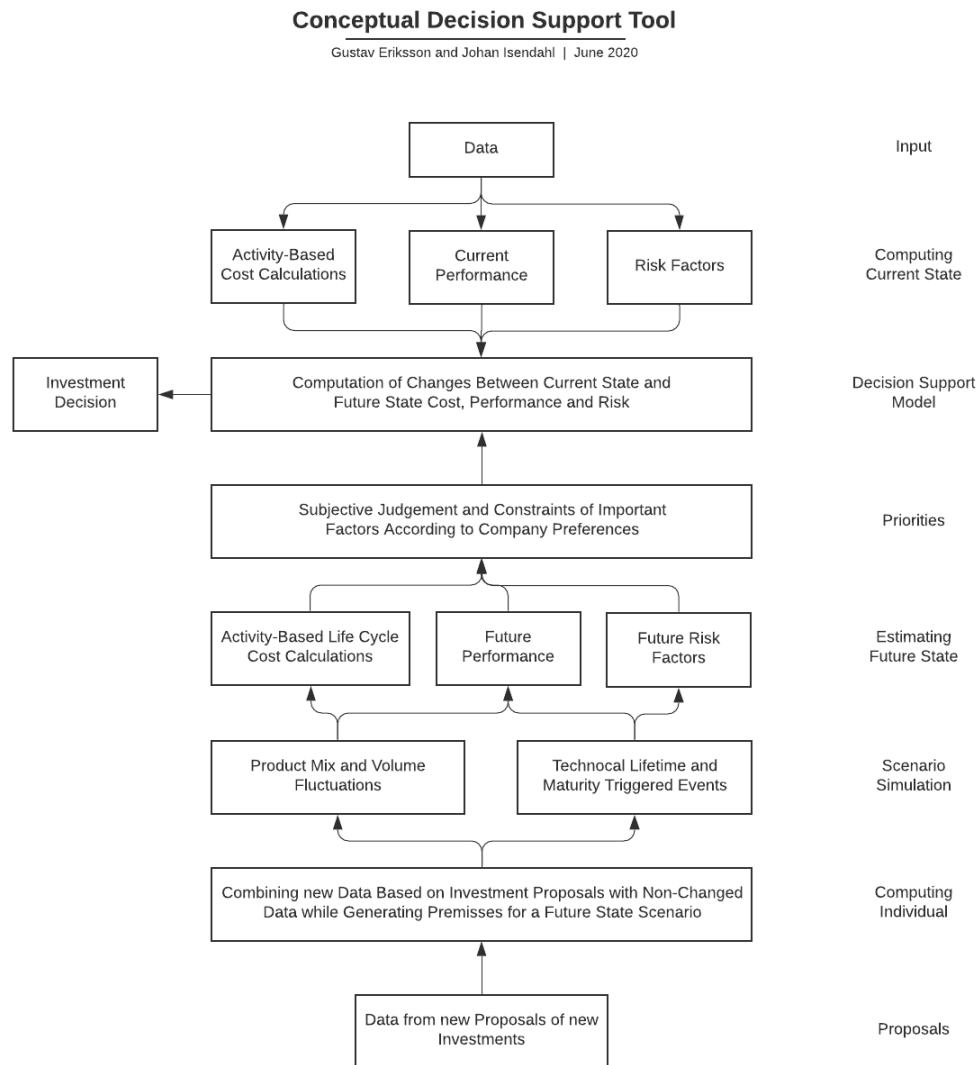 Conceptual Decision Support Tool
Gustav Eriksson and Johan Isendahl | June 2020
Data
Input
Activity-Based
Cost Calculations
Current
Performance
Risk Factors
Computing
Current State
Investment
Decision
Computation of Changes Between Current State and
Future State Cost, Performance and Risk
Decision Support
Model
Subjective Judgement and Constraints of Important
Factors According to Company Preferences
Priorities
Activity-Based Life Cycle
Cost Calculations
Future
Performance
Future Risk
Factors
Estimating
Future State
Product Mix and Volume
Fluctuations
Technocal Lifetime and
Maturity Triggered Events
Scenario
Simulation
Combining new Data Based on Investment Proposals with Non-Changed
Data while Generating Premisses for a Future State Scenario
Computing
Individual
Data from new Proposals of new
Investments
Proposals